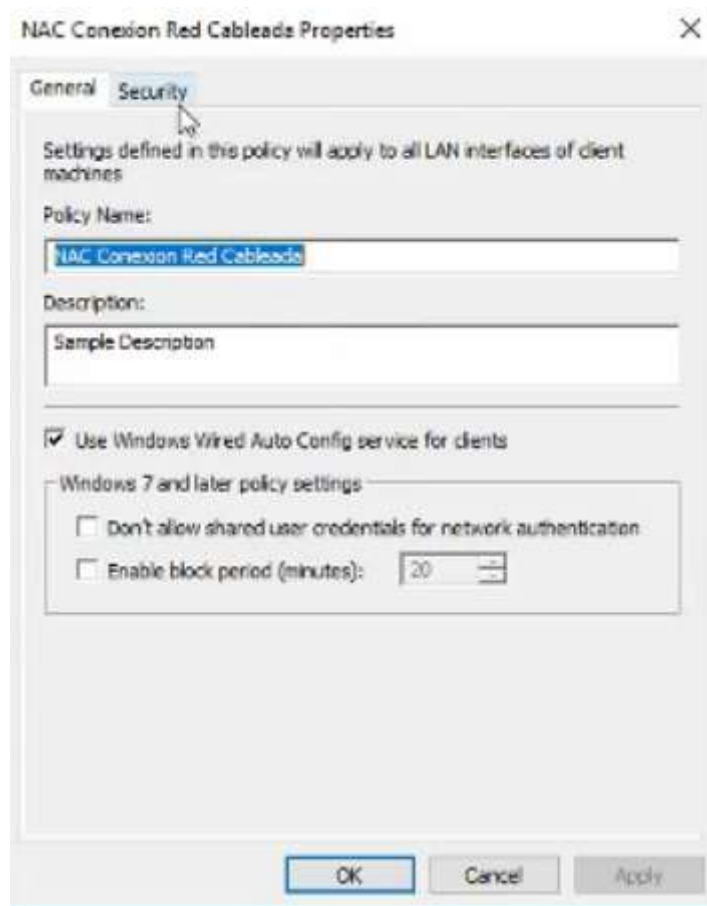 NAC Conexion Red Cableada Properties
General Security
Settings defined in this policy will apply to all LAN interfaces of client
machines
Policy Name:
NAC Conexion Red Cableada
Description:
Sample Description
Use Windows Wired Auto Config service for clients
Windows 7 and later policy settings
Don't allow shared user credentials for network authentication
Enable block period (minutes): 20
OK Cancel Apply